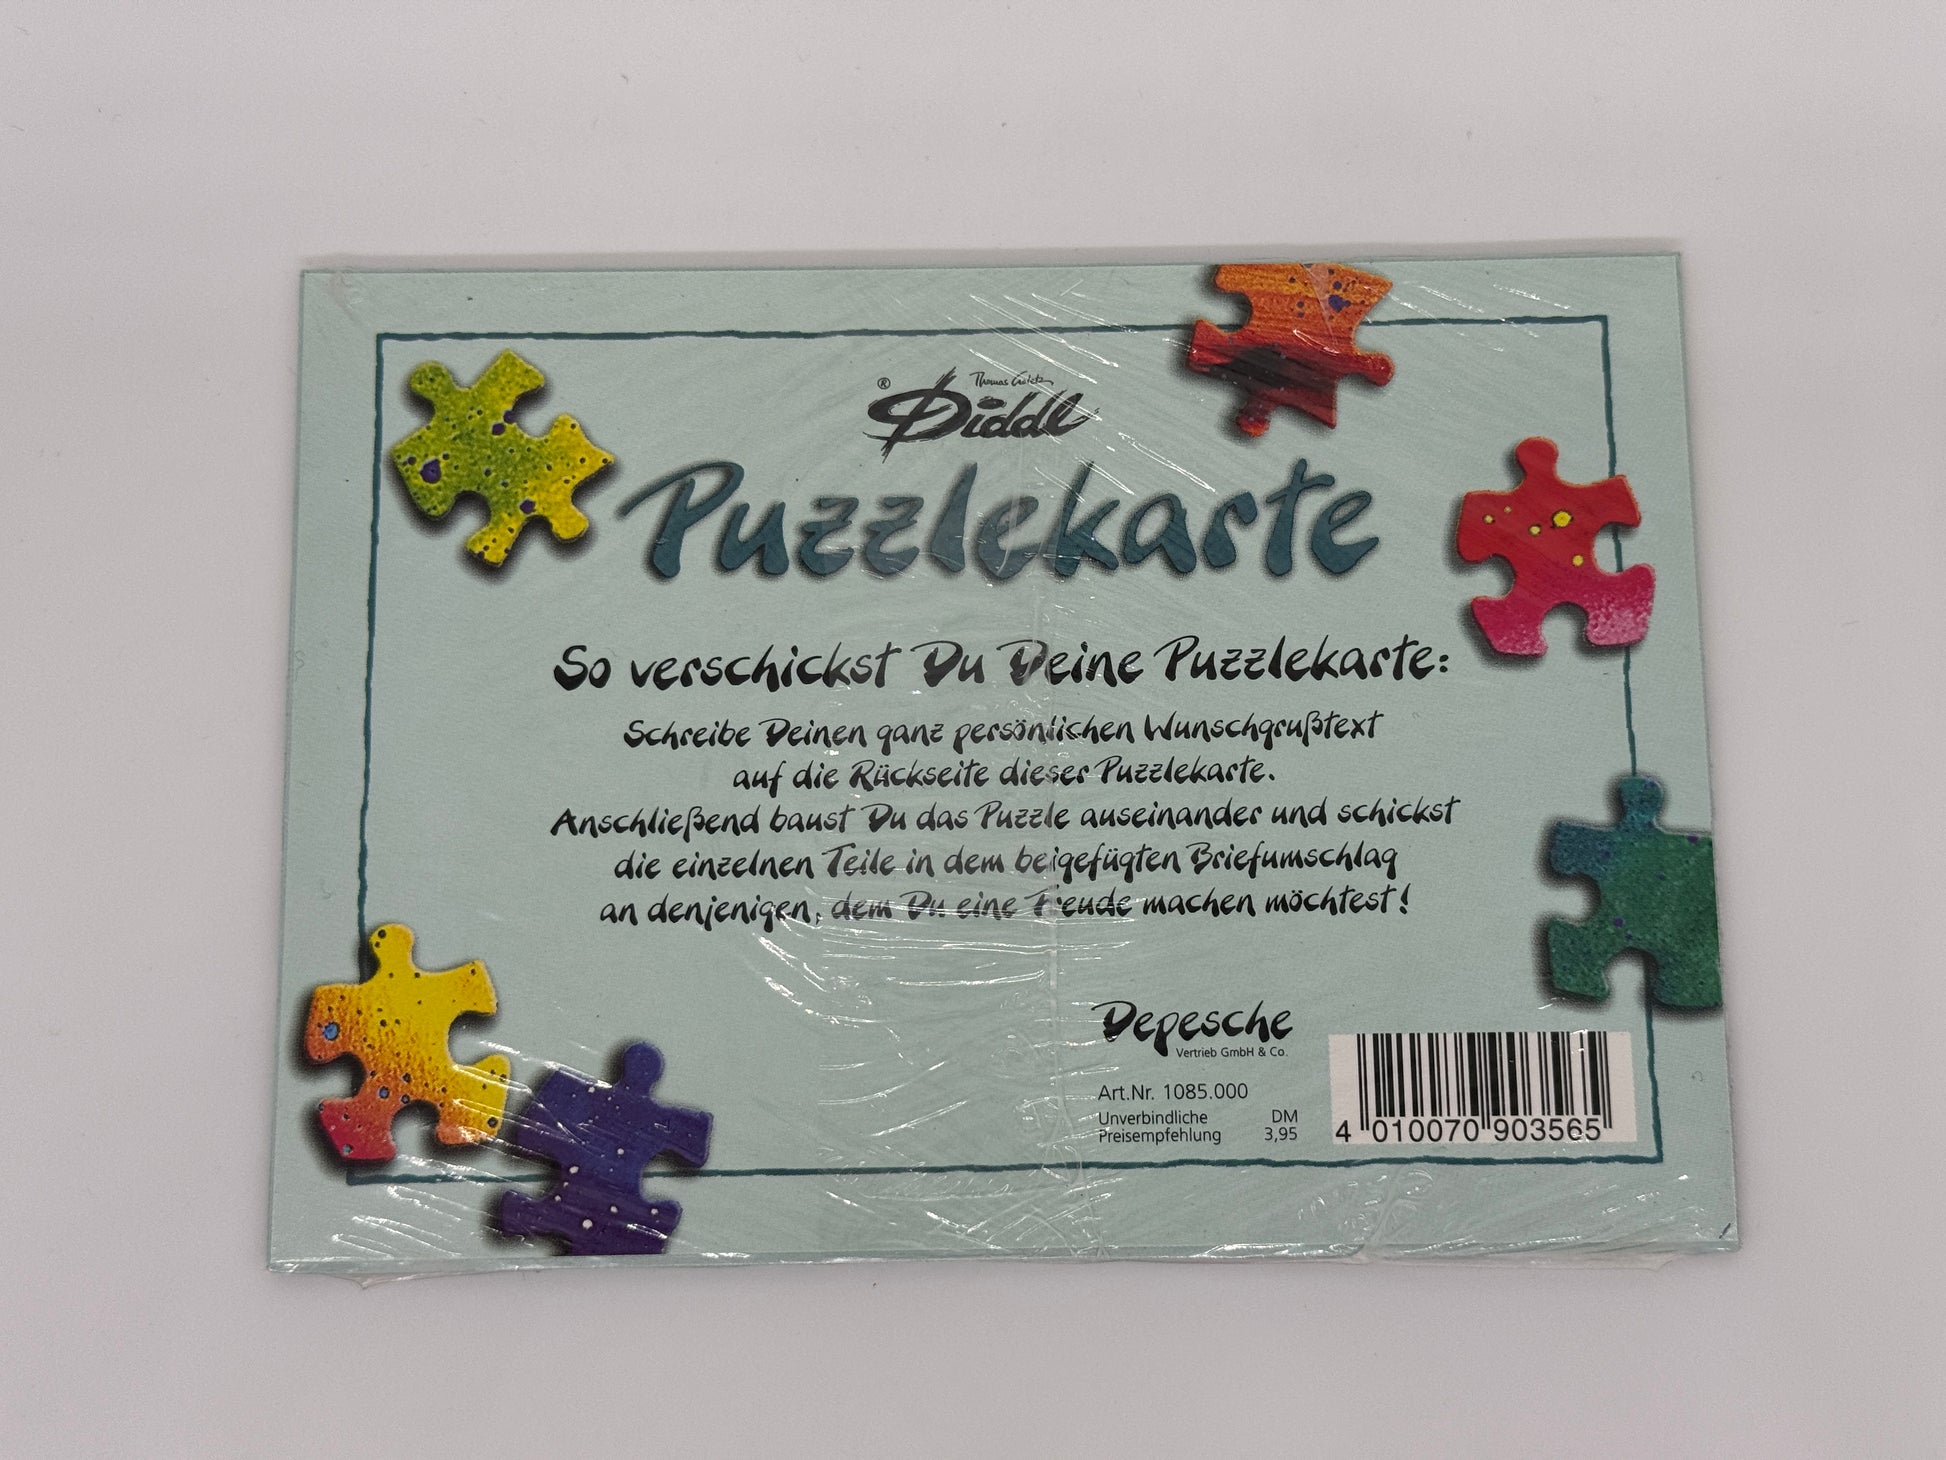 ® Thomas Goletz
Diddl
Puzzlekarte
So verschickst Du Deine Puzzlekarte:
Schreibe Deinen ganz persönlichen Wunschgrußtext
auf die Rückseite dieser Puzzlekarte.
Anschließend baust Du das Puzzle auseinander und schickst
die einzelnen Teile in dem beigefügten Briefumschlag
an denjenigen, dem Du eine Freude machen möchtest!
Depesche
Vertrieb GmbH & Co.
Art.Nr. 1085.000
Unverbindliche DM
Preisempfehlung 3,95
4 010070 903565